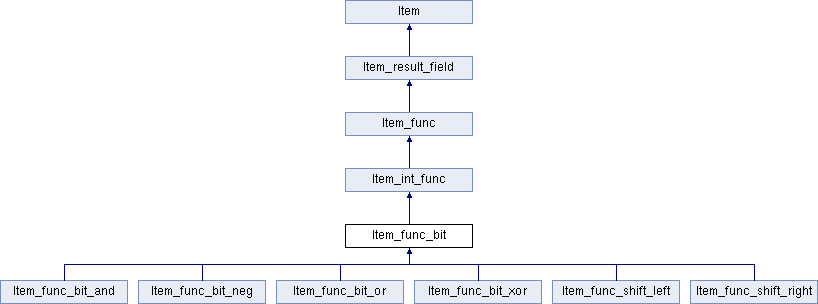 Item
Item_result_field
Item_func
Item_int_func
Item_func_bit
Item_func_bit_and
Item_func_bit_neg
Item_func_bit_or
Item_func_bit_xor
Item_func_shift_left
Item_func_shift_right